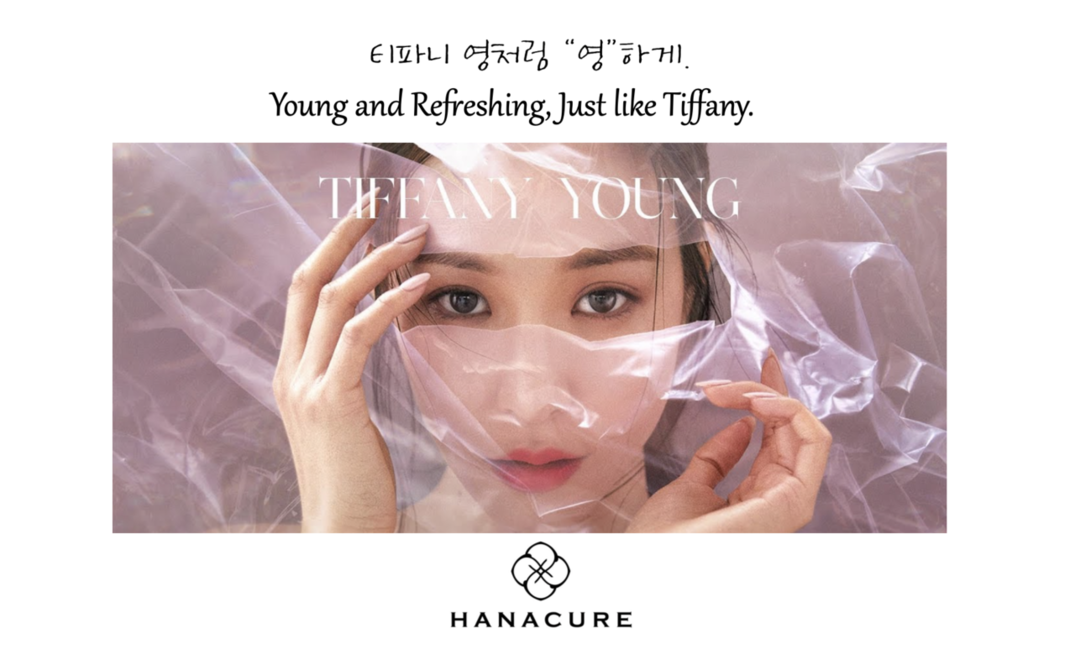 티파니 영처럼 “영”하게.
Young and Refreshing, Just like Tiffany.
TIFFANY YOUNG
HANACURE